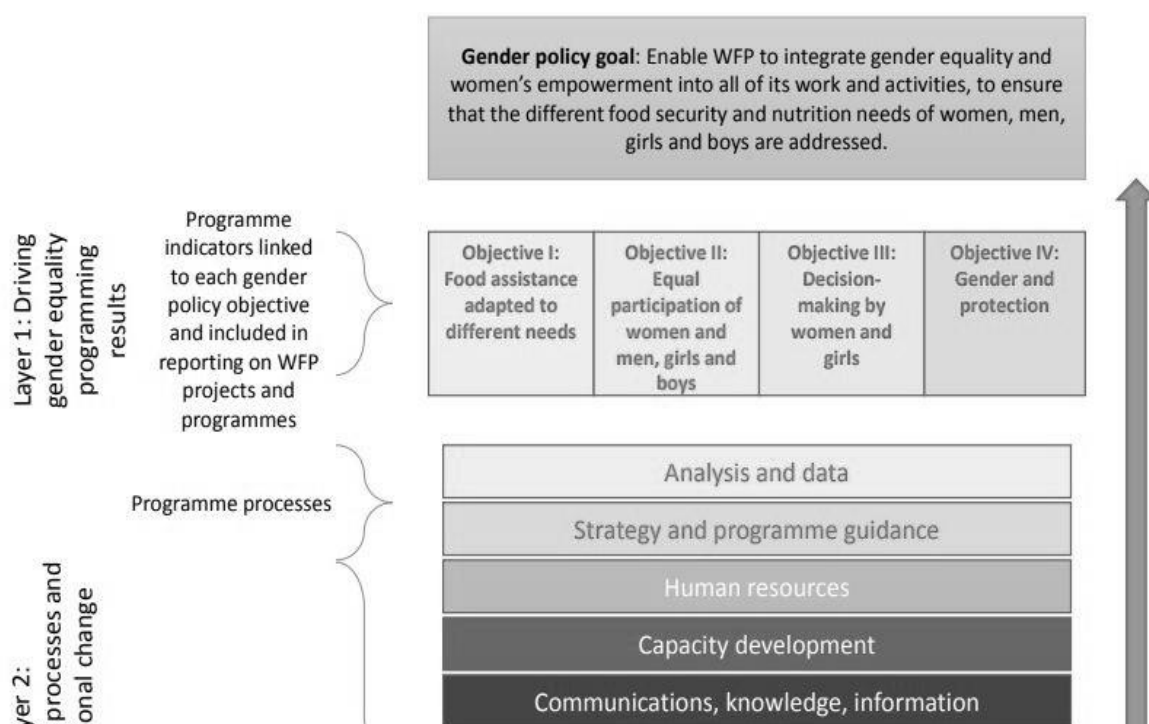 Gender policy goal: Enable WFP to integrate gender equality and
women's empowerment into all of its work and activities, to ensure
that the different food security and nutrition needs of women, men,
girls and boys are addressed.
Layer 1: Driving
gender equality
programming
results
Programme
indicators linked
to each gender
policy objective
and included in
reporting on WFP
projects and
programmes
Objective I:
Food assistance
adapted to
different needs
Objective II:
Equal
participation of
women and
men, girls and
boys
Objective III:
Decision-
making by
women and
girls
Objective IV:
Gender and
protection
Programme processes
Analysis and data
Strategy and programme guidance
Human resources
Capacity development
Communications, knowledge, information
yer 2:
processes and
onal change